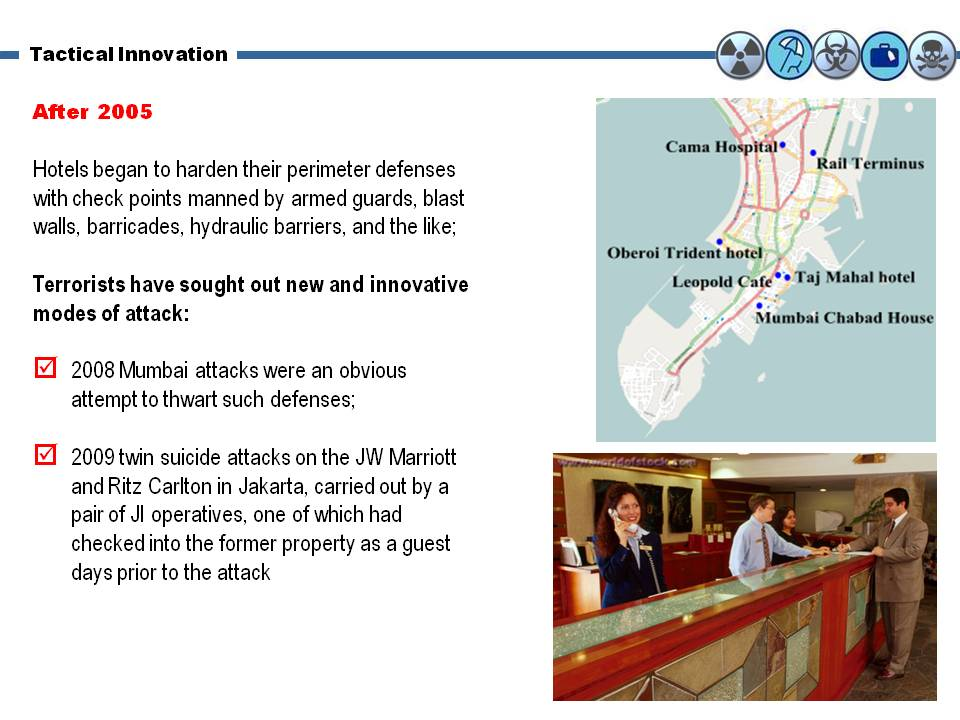 Tactical Innovation
After 2005
Hotels began to harden their perimeter defenses
with check points manned by armed guards, blast
walls, barricades, hydraulic barriers, and the like;
Terrorists have sought out new and innovative
modes of attack:
2008 Mumbai attacks were an obvious
attempt to thwart such defenses;
2009 twin suicide attacks on the JW Marriott
and Ritz Carlton in Jakarta, carried out by a
pair of JI operatives, one of which had
checked into the former property as a guest
days prior to the attack
Cama Hospital
Rail Terminus
Oberoi Trident hotel
Leopold Cafe
Taj Mahal hotel
Mumbai Chabad House
www.worldofstock.com